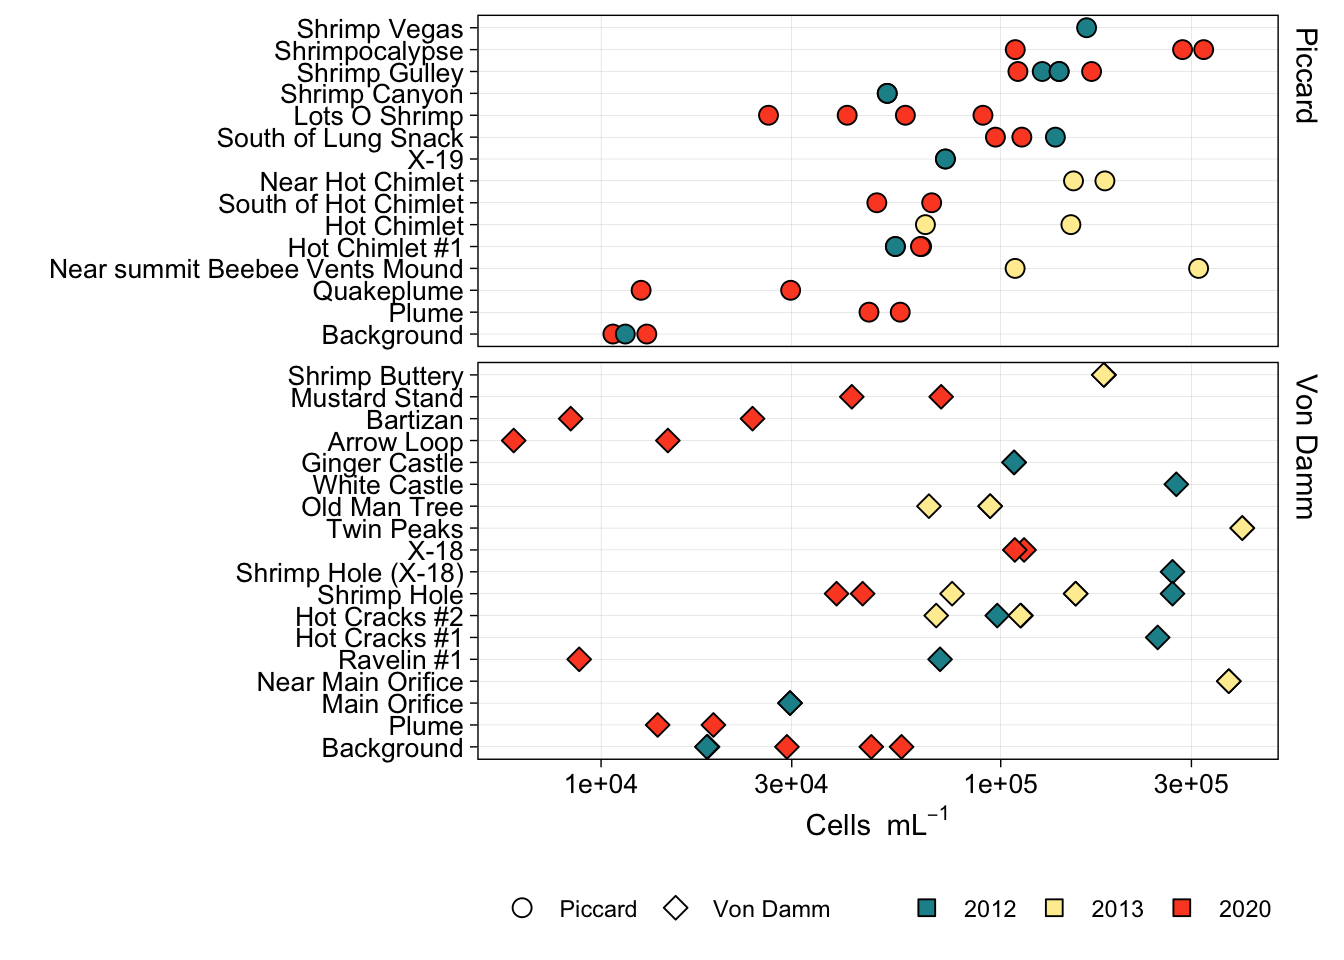 Shrimp Vegas
Shrimpocalypse
Shrimp Gulley
Shrimp Canyon
Lots O Shrimp
South of Lung Snack
X-19
Near Hot Chimlet
South of Hot Chimlet
Hot Chimlet
Hot Chimlet #1
Near summit Beebee Vents Mound
Quakeplume
Plume
Background
Piccard
Shrimp Buttery
Mustard Stand
Bartizan
Arrow Loop
Ginger Castle
White Castle
Old Man Tree
Twin Peaks
X-18
Shrimp Hole (X-18)
Shrimp Hole
Hot Cracks #2
Hot Cracks #1
Ravelin #1
Near Main Orifice
Main Orifice
Plume
Background
Von Damm
1e+04 3e+04 1e+05 3e+05
Cells mL⁻¹
Piccard Von Damm 2012 2013 2020